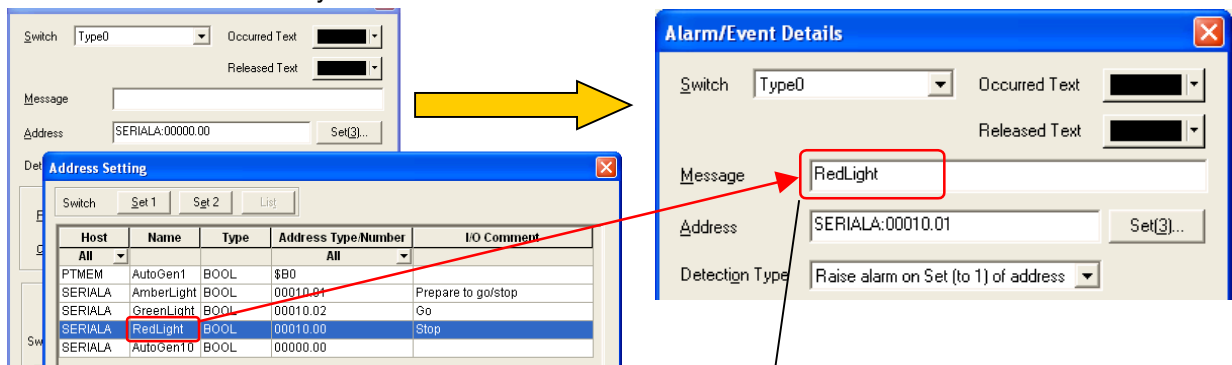 Switch Type0 Occurred Text
Released Text
Message
Address SERIALA:00000.00 Set(3)...
Det
Address Setting
Switch Set 1 Set 2 List
Host Name Type Address Type/Number I/O Comment
All All
PTMEM AutoGen1 BOOL $B0
SERIALA AmberLight BOOL 00010.01 Prepare to go/stop
SERIALA GreenLight BOOL 00010.02 Go
SERIALA RedLight BOOL 00010.00 Stop
SERIALA AutoGen10 BOOL 00000.00
Sw
Alarm/Event Details
Switch Type0 Occurred Text
Released Text
Message RedLight
Address SERIALA:00010.01 Set(3)...
Detection Type Raise alarm on Set (to 1) of address